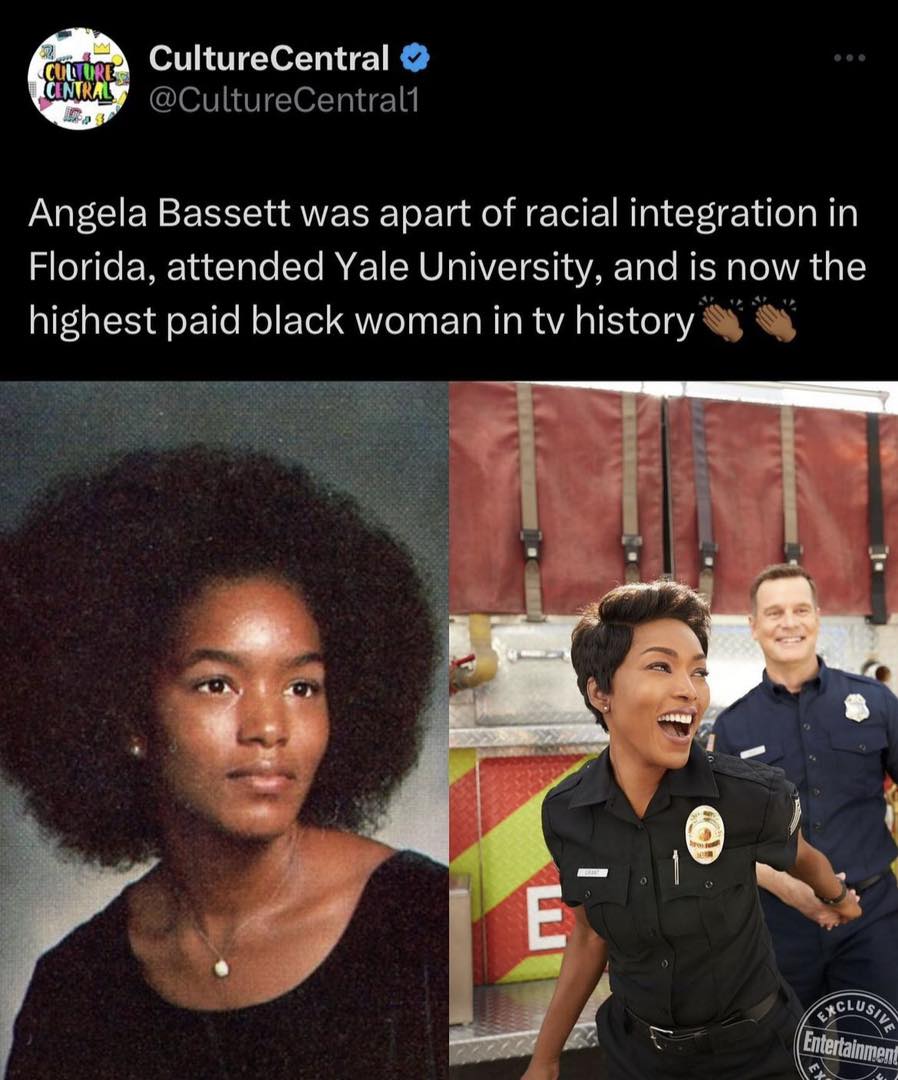 CULTURE
CENTRAL
CultureCentral
@CultureCentral1
Angela Bassett was apart of racial integration in
Florida, attended Yale University, and is now the
highest paid black woman in tv history👏🏾👏🏾
GRANT
E
EXCLUSIVE
Entertainment
EX